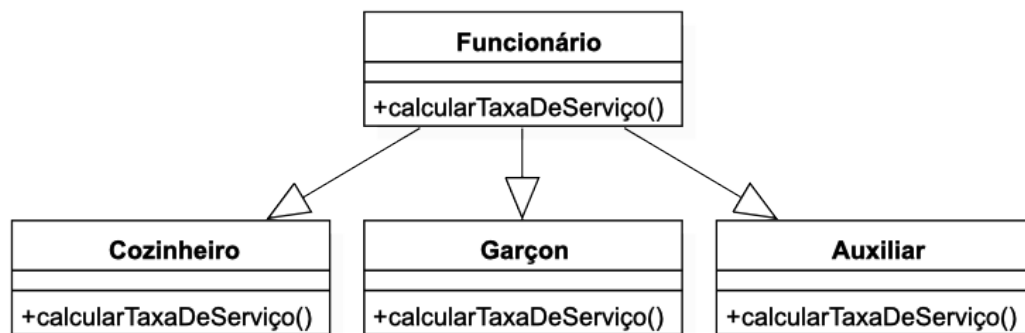 Funcionário
+calcularTaxaDeServiço()
Cozinheiro
+calcularTaxaDeServiço()
Garçon
+calcularTaxaDeServiço()
Auxiliar
+calcularTaxaDeServiço()